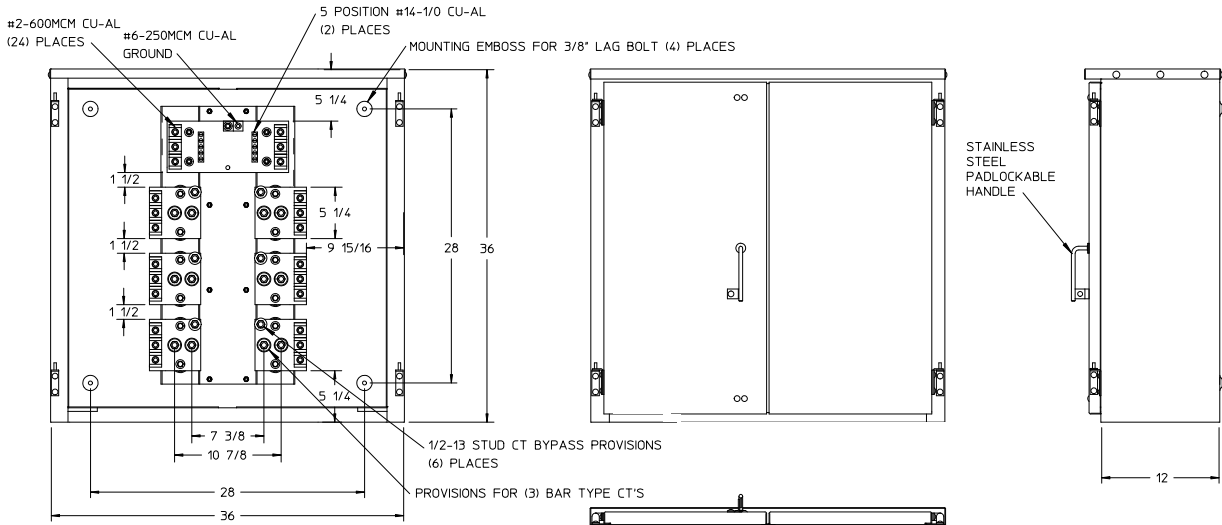 #2-600MCM CU-AL
(24) PLACES
#6-250MCM CU-AL
GROUND
5 POSITION #14-1/0 CU-AL
(2) PLACES
MOUNTING EMBOSS FOR 3/8" LAG BOLT (4) PLACES
5 1/4
1 1/2
5 1/4
1 1/2
9 15/16
28
36
1 1/2
5 1/4
7 3/8
10 7/8
1/2-13 STUD CT BYPASS PROVISIONS
(6) PLACES
PROVISIONS FOR (3) BAR TYPE CT'S
28
36
STAINLESS
STEEL
PADLOCKABLE
HANDLE
12